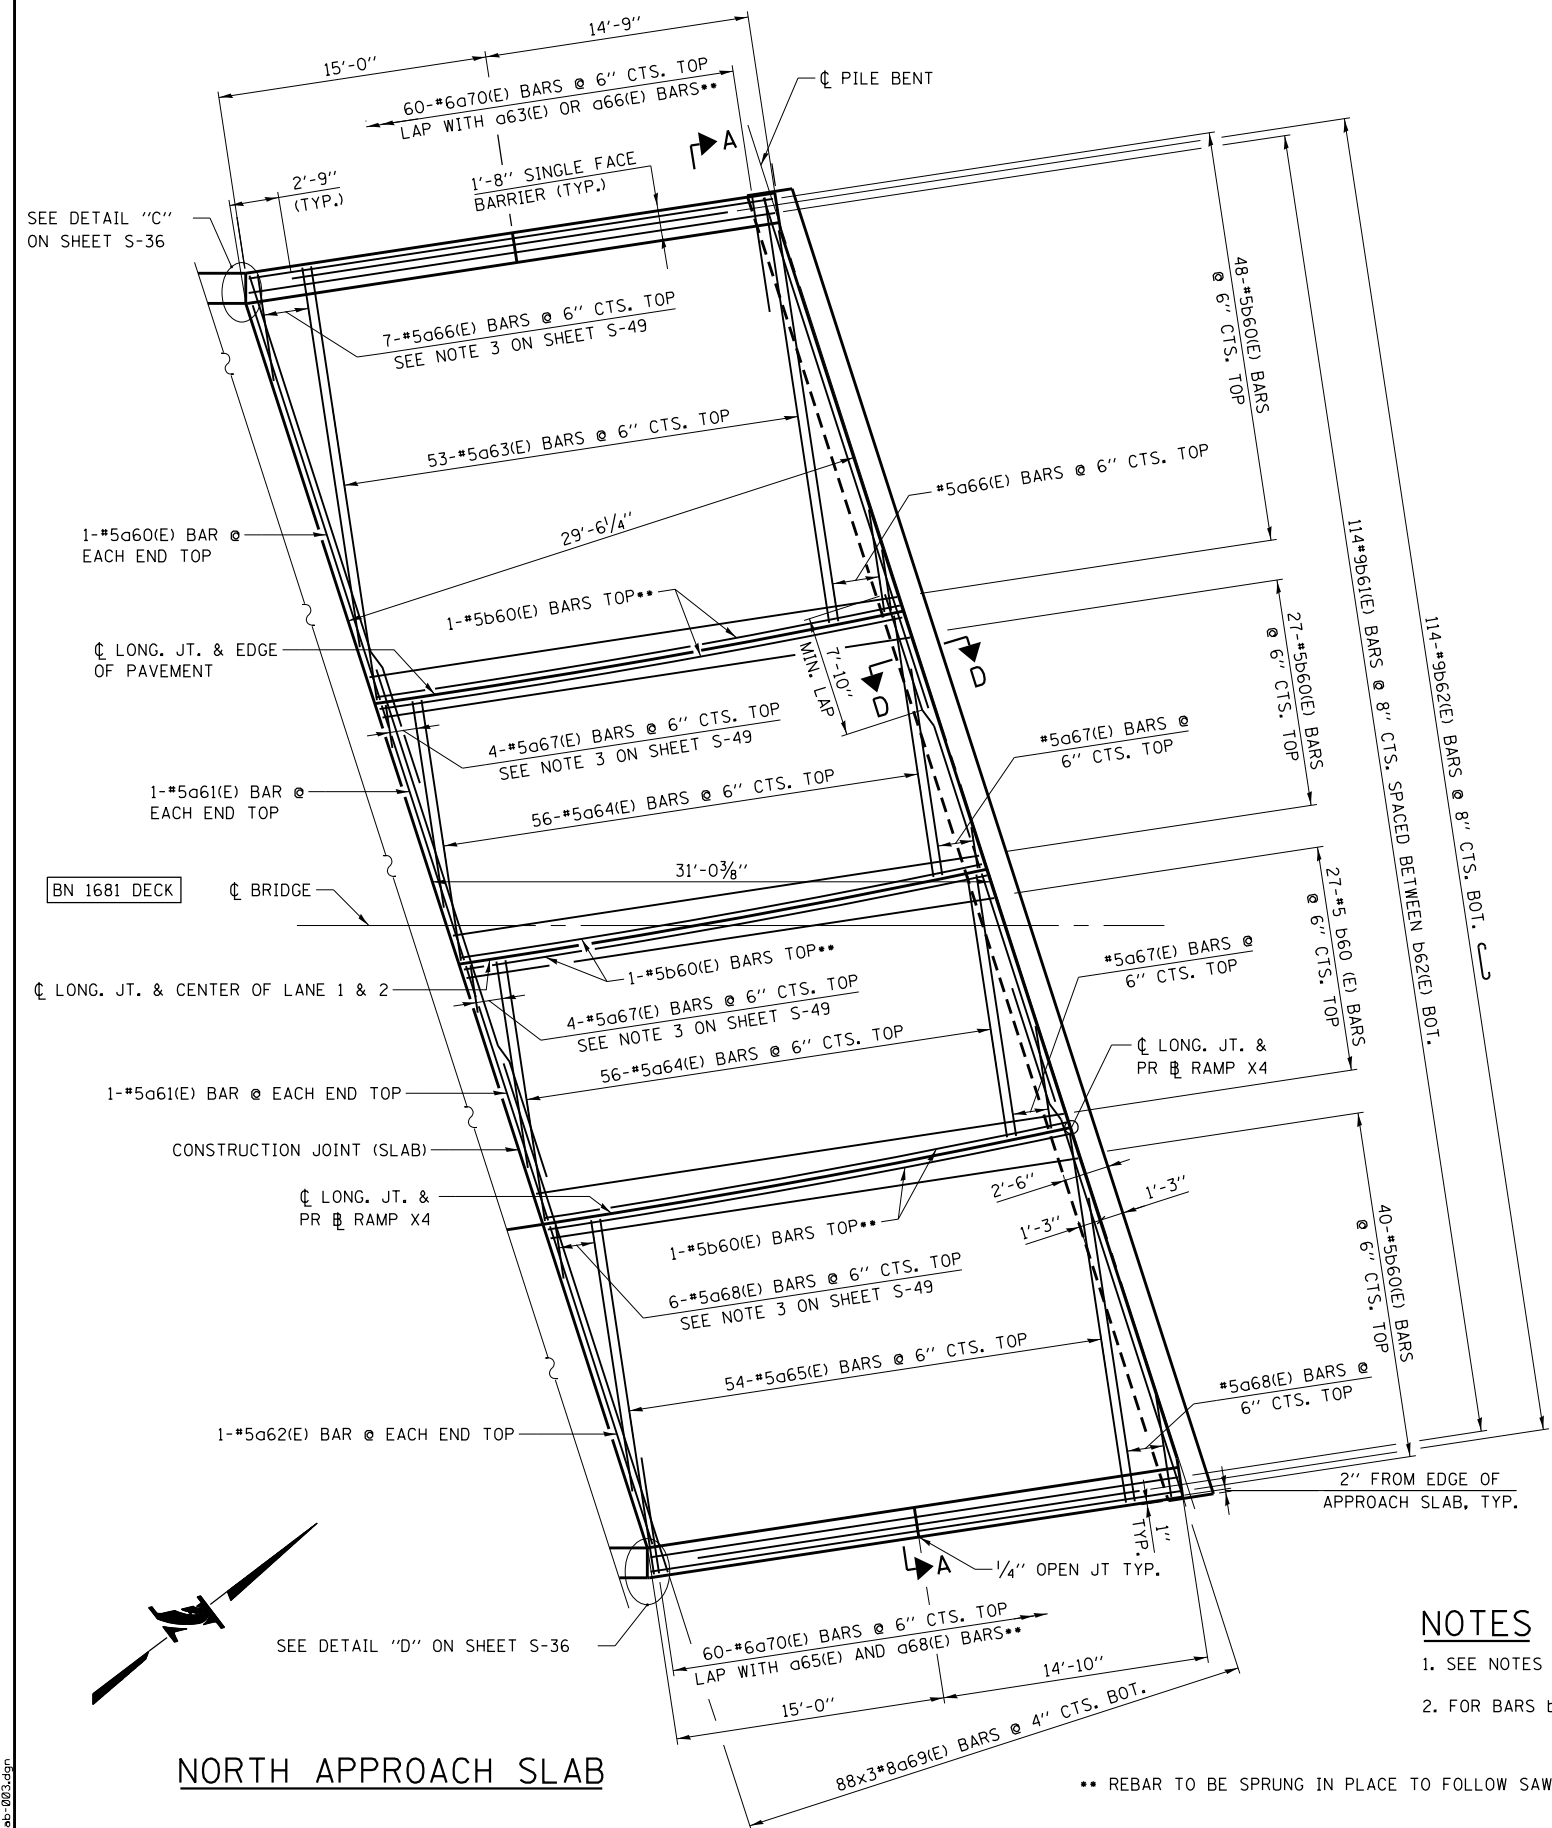 14'-9"
15'-0"
60-#6a70(E) BARS @ 6" CTS. TOP
LAP WITH a63(E) OR a66(E) BARS**
℄ PILE BENT
A
2'-9"
(TYP.)
1'-8" SINGLE FACE
BARRIER (TYP.)
SEE DETAIL "C"
ON SHEET S-36
7-#5a66(E) BARS @ 6" CTS. TOP
SEE NOTE 3 ON SHEET S-49
48-#5b60(E) BARS
@ 6" CTS. TOP
53-#5a63(E) BARS @ 6" CTS. TOP
#5a66(E) BARS @ 6" CTS. TOP
1-#5a60(E) BAR @
EACH END TOP
29'-6¼"
114#9b61(E) BARS @ 8" CTS. SPACED BETWEEN b62(E) BOT.
114-#9b62(E) BARS @ 8" CTS. BOT.
1-#5b60(E) BARS TOP**
℄ LONG. JT. & EDGE
OF PAVEMENT
7'-10"
MIN. LAP
D
D
27-#5b60(E) BARS
@ 6" CTS. TOP
4-#5a67(E) BARS @ 6" CTS. TOP
SEE NOTE 3 ON SHEET S-49
#5a67(E) BARS @
6" CTS. TOP
1-#5a61(E) BAR @
EACH END TOP
56-#5a64(E) BARS @ 6" CTS. TOP
31'-0⅜"
BN 1681 DECK
℄ BRIDGE
27-#5 b60 (E) BARS
@ 6" CTS. TOP
1-#5b60(E) BARS TOP**
#5a67(E) BARS @
6" CTS. TOP
℄ LONG. JT. & CENTER OF LANE 1 & 2
4-#5a67(E) BARS @ 6" CTS. TOP
SEE NOTE 3 ON SHEET S-49
56-#5a64(E) BARS @ 6" CTS. TOP
℄ LONG. JT. &
PR ⅊ RAMP X4
1-#5a61(E) BAR @ EACH END TOP
CONSTRUCTION JOINT (SLAB)
℄ LONG. JT. &
PR ⅊ RAMP X4
2'-6"
1'-3"
1'-3"
1-#5b60(E) BARS TOP**
40-#5b60(E) BARS
@ 6" CTS. TOP
6-#5a68(E) BARS @ 6" CTS. TOP
SEE NOTE 3 ON SHEET S-49
54-#5a65(E) BARS @ 6" CTS. TOP
#5a68(E) BARS @
6" CTS. TOP
1-#5a62(E) BAR @ EACH END TOP
2" FROM EDGE OF
APPROACH SLAB, TYP.
1"
TYP.
A
¼" OPEN JT TYP.
SEE DETAIL "D" ON SHEET S-36
60-#6a70(E) BARS @ 6" CTS. TOP
LAP WITH a65(E) AND a68(E) BARS**
14'-10"
15'-0"
88x3#8a69(E) BARS @ 4" CTS. BOT.
NOTES
1. SEE NOTES
2. FOR BARS
NORTH APPROACH SLAB
** REBAR TO BE SPRUNG IN PLACE TO FOLLOW SAW
ab-003.dgn